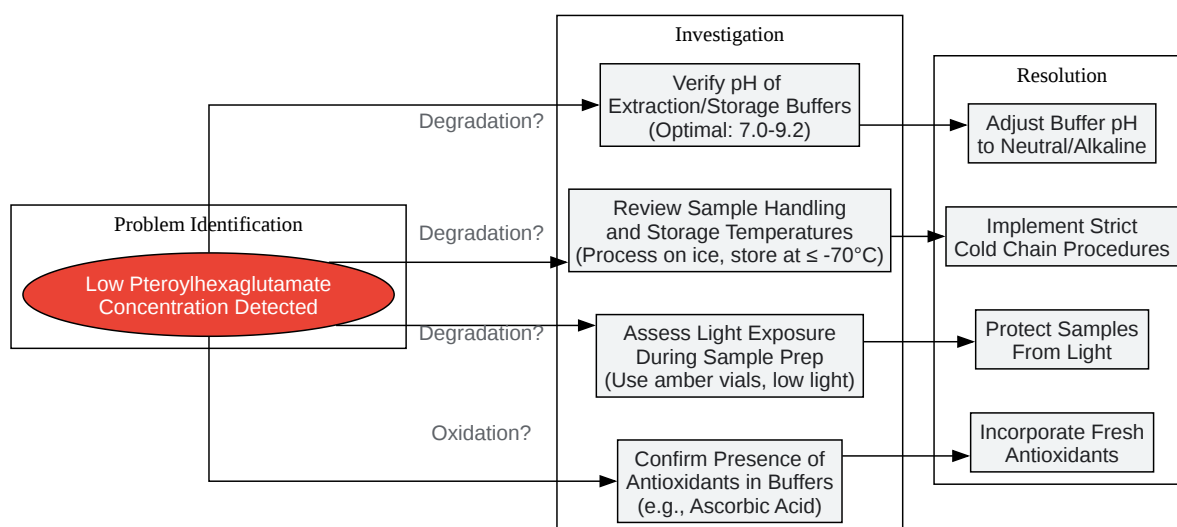 Problem Identification
Low Pteroylhexaglutamate
Concentration Detected
Degradation?
Degradation?
Degradation?
Oxidation?
Investigation
Verify pH of
Extraction/Storage Buffers
(Optimal: 7.0-9.2)
Review Sample Handling
and Storage Temperatures
(Process on ice, store at ≤ -70°C)
Assess Light Exposure
During Sample Prep
(Use amber vials, low light)
Confirm Presence of
Antioxidants in Buffers
(e.g., Ascorbic Acid)
Resolution
Adjust Buffer pH
to Neutral/Alkaline
Implement Strict
Cold Chain Procedures
Protect Samples
From Light
Incorporate Fresh
Antioxidants